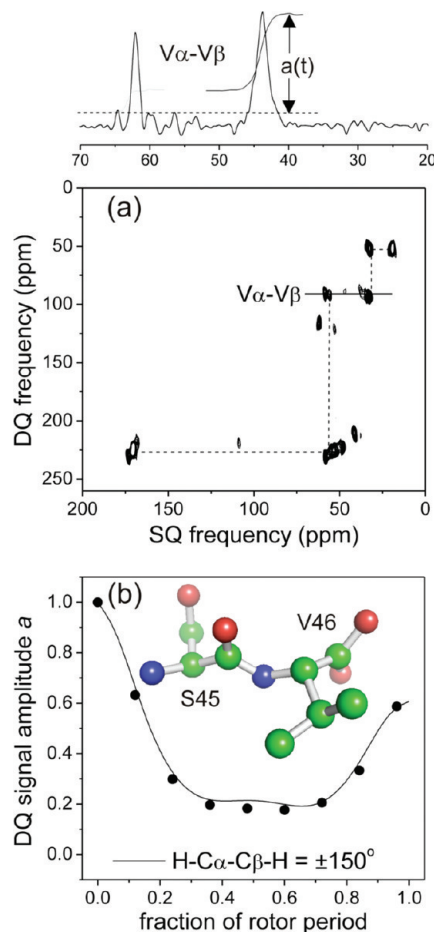 Vα-Vβ
a(t)
70 60 50 40 30 20
(a)
Vα-Vβ
DQ frequency (ppm)
0
50
100
150
200
250
200 150 100 50 0
SQ frequency (ppm)
(b)
V46
S45
DQ signal amplitude a
1.0
0.8
0.6
0.4
0.2
0.0
H-Cα-Cβ-H = ±150°
0.0 0.2 0.4 0.6 0.8 1.0
fraction of rotor period